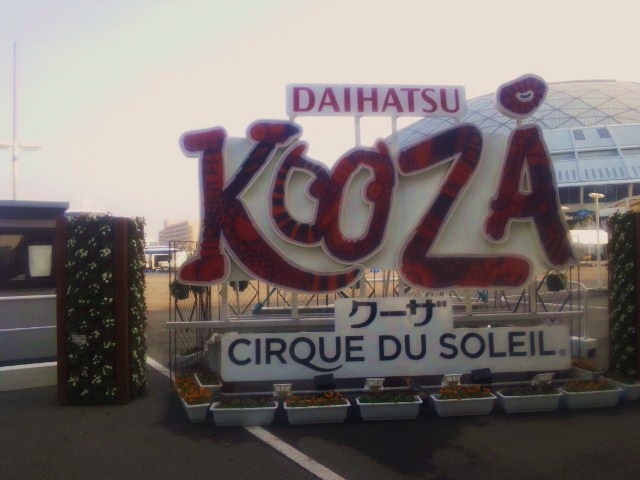 DAIHATSU
KOOZA
クーザ
CIRQUE DU SOLEIL®